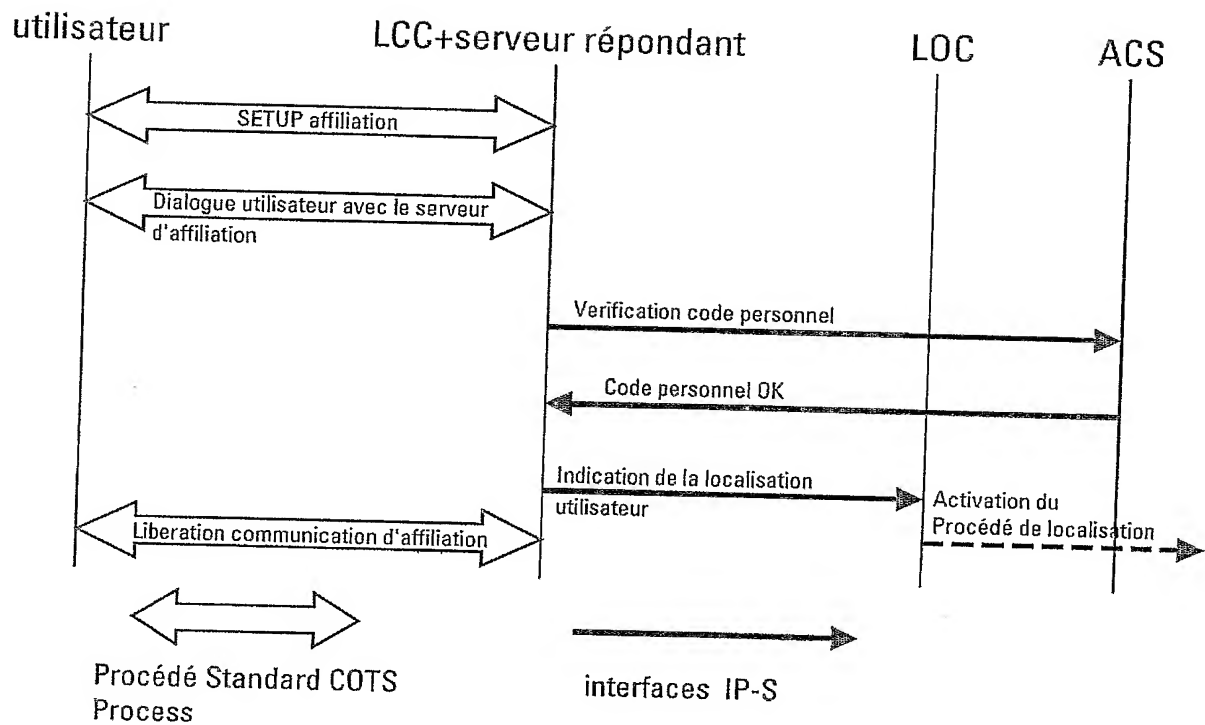 utilisateur
LCC+serveur répondant
LOC
ACS
SETUP affiliation
Dialogue utilisateur avec le serveur
d'affiliation
Verification code personnel
Code personnel OK
Indication de la localisation
utilisateur
Activation du
Procédé de localisation
Liberation communication d'affiliation
Procédé Standard COTS
Process
interfaces IP-S